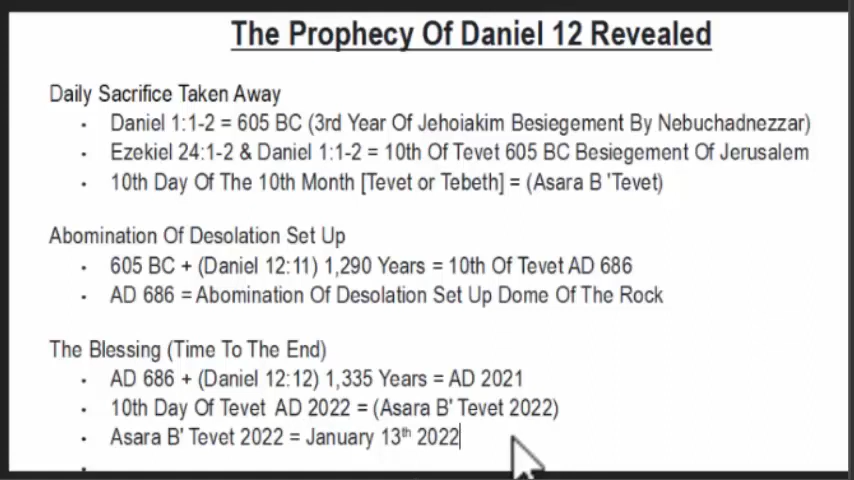 The Prophecy Of Daniel 12 Revealed
Daily Sacrifice Taken Away
· Daniel 1:1-2 = 605 BC (3rd Year Of Jehoiakim Besiegement By Nebuchadnezzar)
· Ezekiel 24:1-2 & Daniel 1:1-2 = 10th Of Tevet 605 BC Besiegement Of Jerusalem
· 10th Day Of The 10th Month [Tevet or Tebeth] = (Asara B 'Tevet)
Abomination Of Desolation Set Up
· 605 BC + (Daniel 12:11) 1,290 Years = 10th Of Tevet AD 686
· AD 686 = Abomination Of Desolation Set Up Dome Of The Rock
The Blessing (Time To The End)
· AD 686 + (Daniel 12:12) 1,335 Years = AD 2021
· 10th Day Of Tevet AD 2022 = (Asara B' Tevet 2022)
· Asara B' Tevet 2022 = January 13th 2022